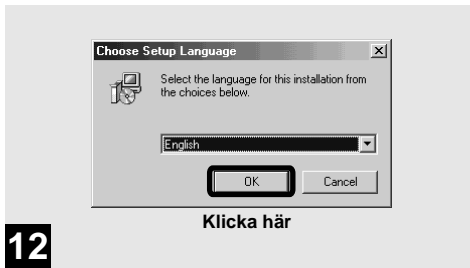 Choose Setup Language
Select the language for this installation from
the choices below.
English
OK
Cancel
Klicka här
12